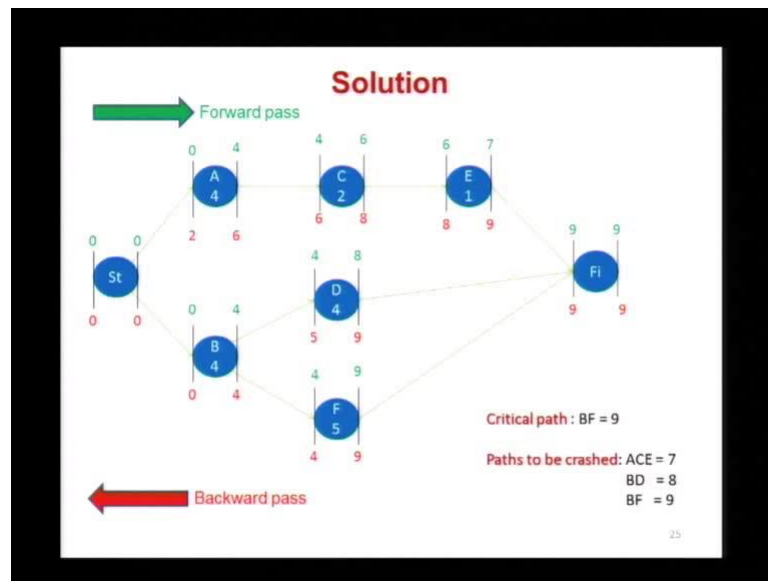 Solution
Forward pass
0 4 4 6 6 7
A C E
4 2 1
2 6 6 8 8 9
0 0 4 8 9 9
St D Fi
4
0 0 5 9 9 9
0 4
B
4
0 4
4 9
F
5
4 9
Critical path : BF = 9
Paths to be crashed: ACE = 7
BD = 8
BF = 9
Backward pass
25